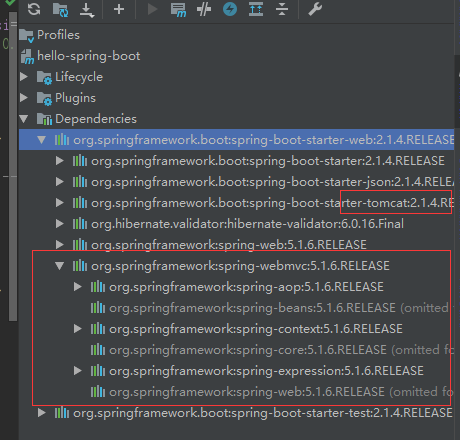 si
0
Profiles
hello-spring-boot
Lifecycle
Plugins
Dependencies
org.springframework.boot:spring-boot-starter-web:2.1.4.RELEASE
org.springframework.boot:spring-boot-starter:2.1.4.RELEASE
org.springframework.boot:spring-boot-starter-json:2.1.4.RELEA
org.springframework.boot:spring-boot-starter-tomcat:2.1.4.RE
org.hibernate.validator:hibernate-validator:6.0.16.Final
org.springframework:spring-web:5.1.6.RELEASE
org.springframework:spring-webmvc:5.1.6.RELEASE
org.springframework:spring-aop:5.1.6.RELEASE
org.springframework:spring-beans:5.1.6.RELEASE (omitted f
org.springframework:spring-context:5.1.6.RELEASE
org.springframework:spring-core:5.1.6.RELEASE (omitted fo
org.springframework:spring-expression:5.1.6.RELEASE
org.springframework:spring-web:5.1.6.RELEASE (omitted fo
org.springframework.boot:spring-boot-starter-test:2.1.4.RELEASE